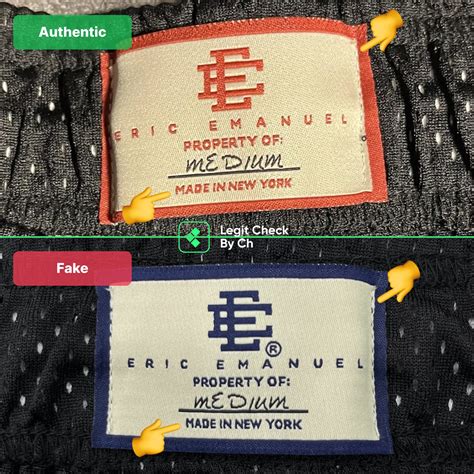 Authentic
EE
ERIC EMANUEL
PROPERTY OF:
MEDIUM
MADE IN NEW YORK
Legit Check
By Ch
Fake
EE
®
ERIC EMANUEL
PROPERTY OF:
MEDIUM
MADE IN NEW YORK